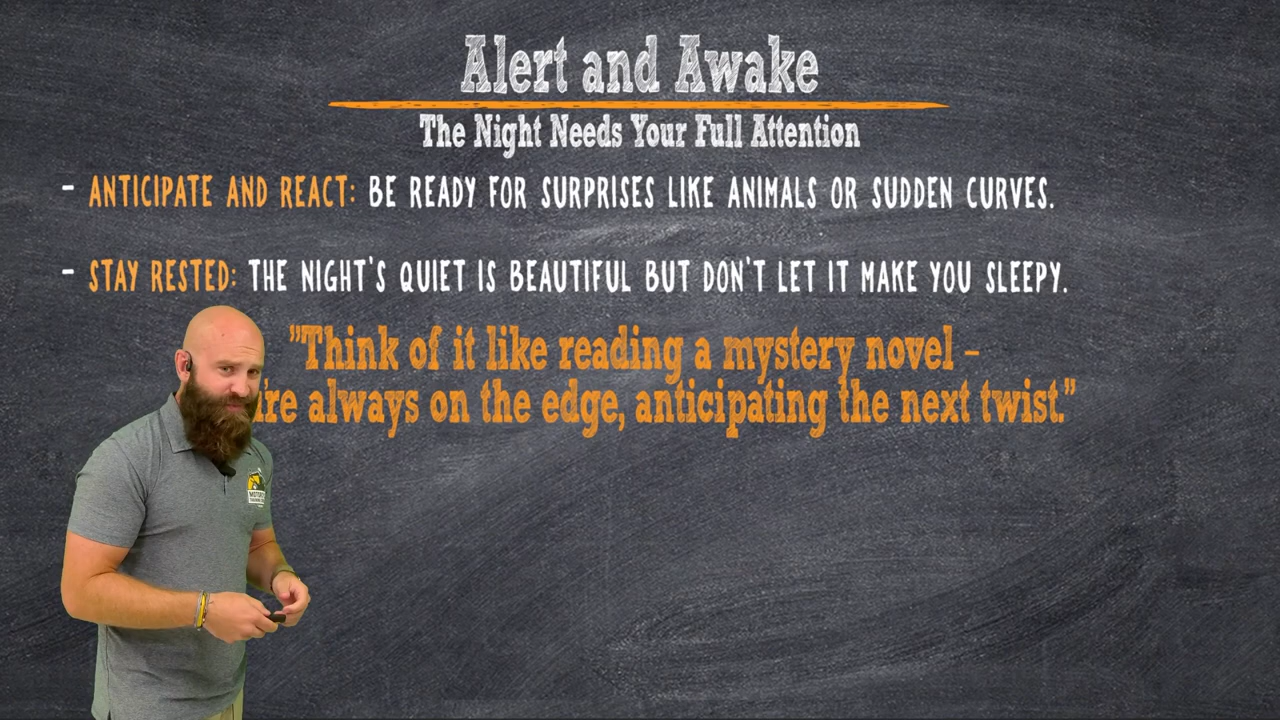 Alert and Awake
The Night Needs Your Full Attention
- ANTICIPATE AND REACT: BE READY FOR SURPRISES LIKE ANIMALS OR SUDDEN CURVES.
- STAY RESTED: THE NIGHT'S QUIET IS BEAUTIFUL BUT DON'T LET IT MAKE YOU SLEEPY.
"Think of it like reading a mystery novel –
're always on the edge, anticipating the next twist."